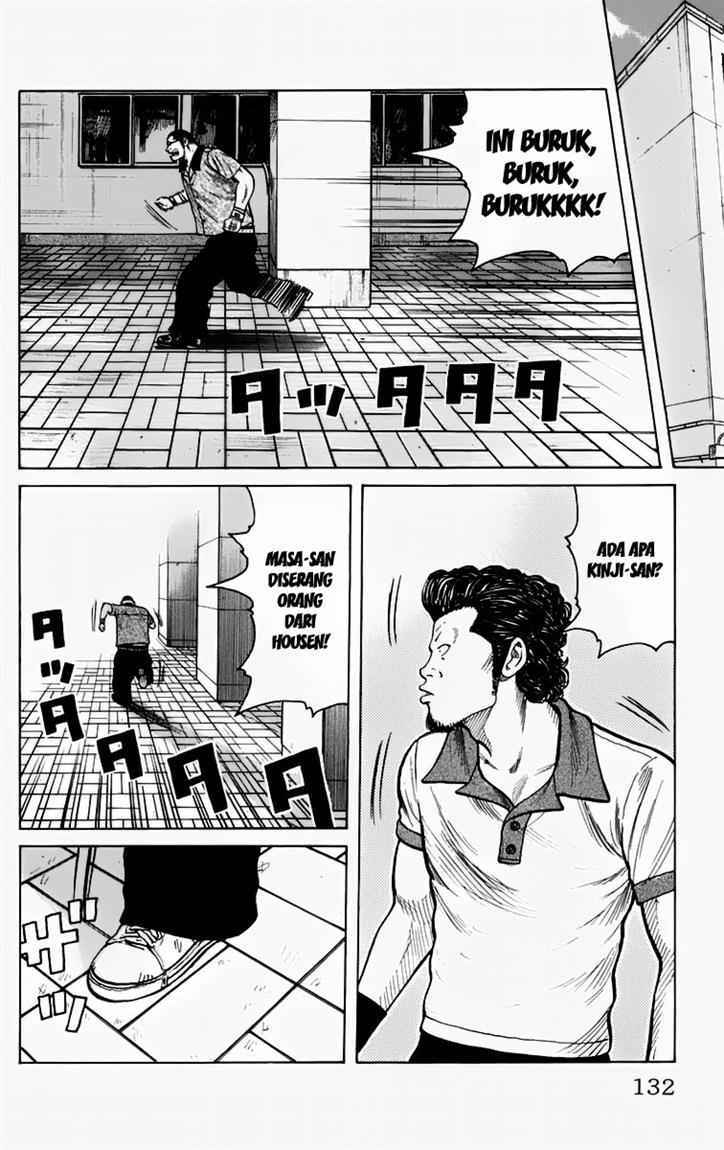 INI BURUK,
BURUK,
BURUKKKK!
タッタタタ
ADA APA
KINJI-SAN?
MASA-SAN
DISERANG
ORANG
DARI
HOUSEN!
タッタタタタ
ザッ
132